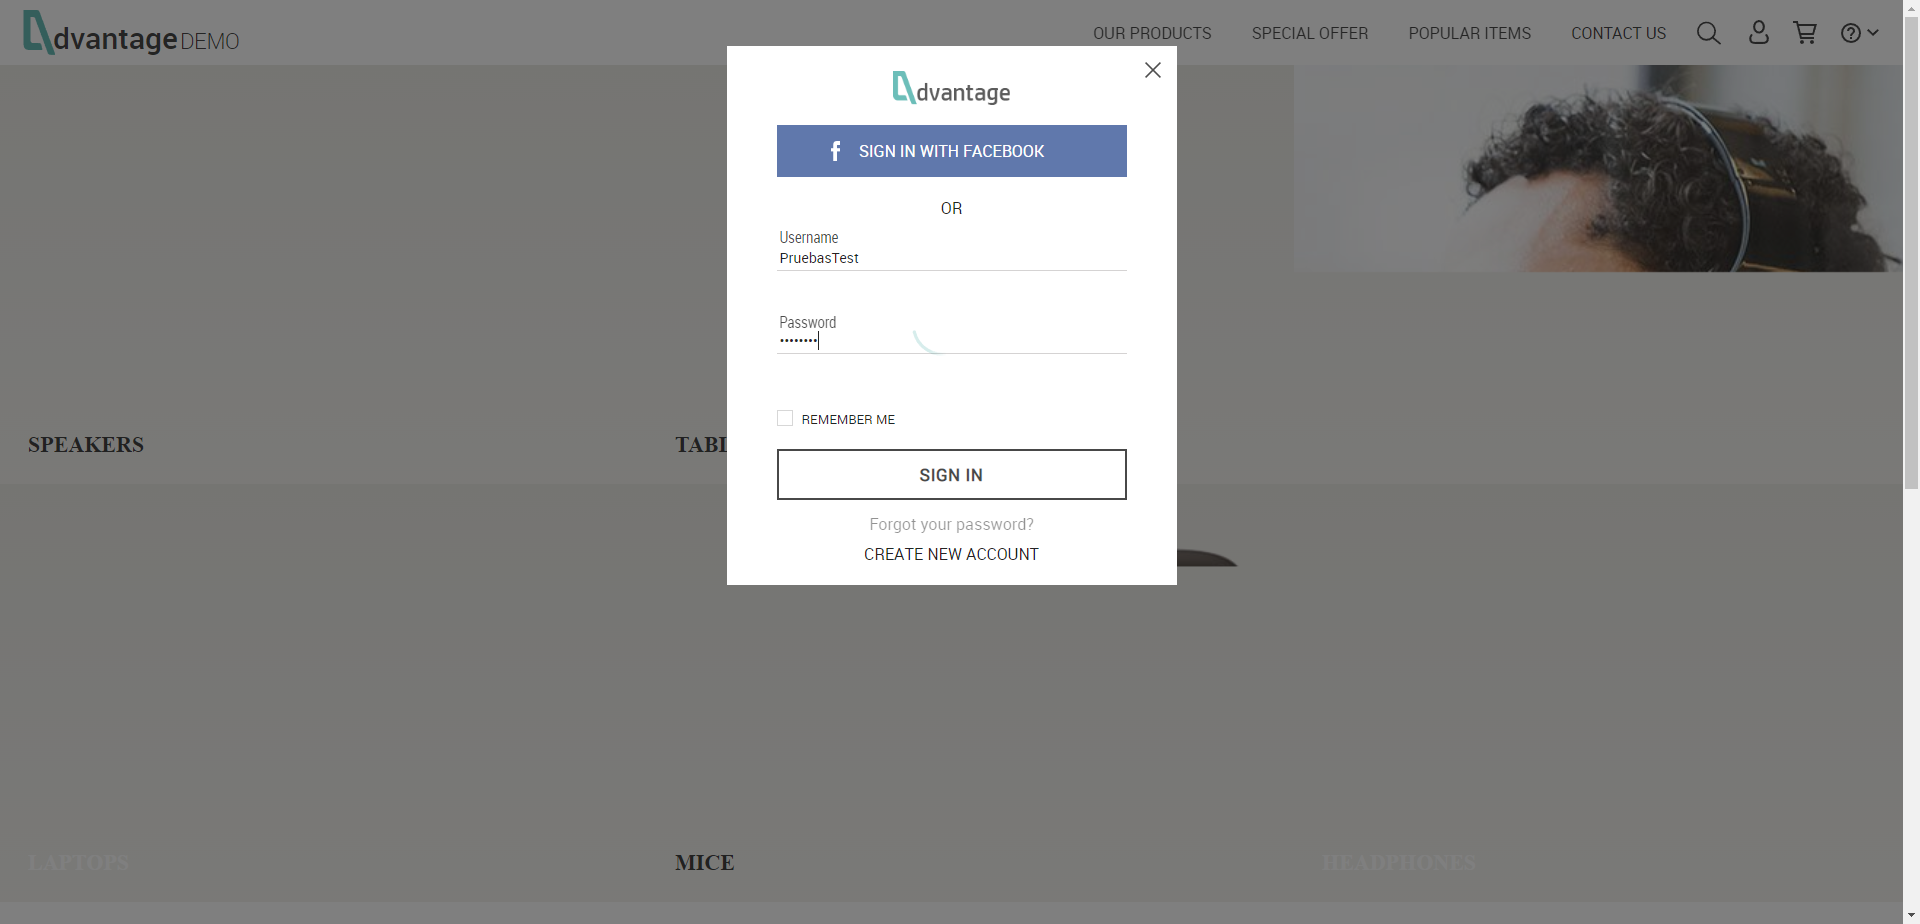 dvantage DEMO
OUR PRODUCTS
SPECIAL OFFER
POPULAR ITEMS
CONTACT US
dvantage
f SIGN IN WITH FACEBOOK
OR
Username
PruebasTest
Password
••••••••
REMEMBER ME
SIGN IN
Forgot your password?
CREATE NEW ACCOUNT
SPEAKERS
TABL
LAPTOPS
MICE
HEADPHONES